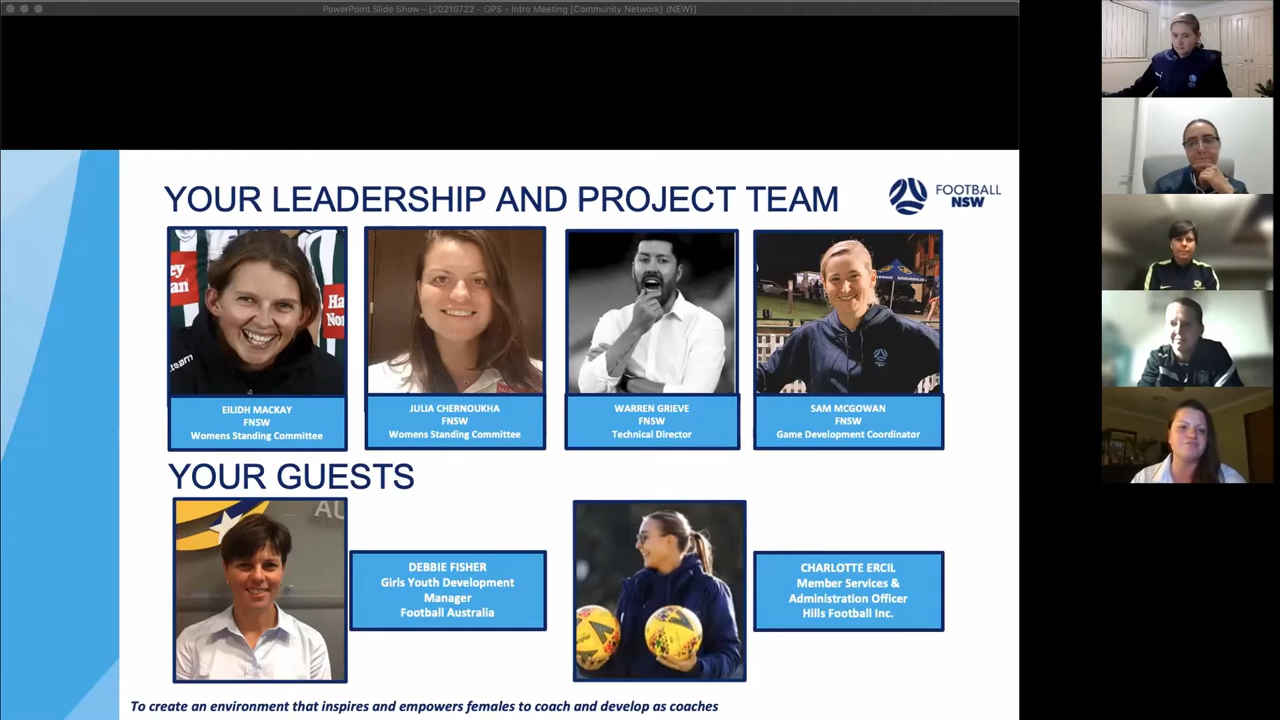 PowerPoint Slide Show – [20210722 - OPS - Intro Meeting [Community Network] (NEW)]
YOUR LEADERSHIP AND PROJECT TEAM
FOOTBALL
NSW
EILIDH MACKAY
FNSW
Womens Standing Committee
JULIA CHERNOUKHA
FNSW
Womens Standing Committee
WARREN GRIEVE
FNSW
Technical Director
SAM MCGOWAN
FNSW
Game Development Coordinator
YOUR GUESTS
AU
DEBBIE FISHER
Girls Youth Development
Manager
Football Australia
CHARLOTTE ERCIL
Member Services &
Administration Officer
Hills Football Inc.
To create an environment that inspires and empowers females to coach and develop as coaches